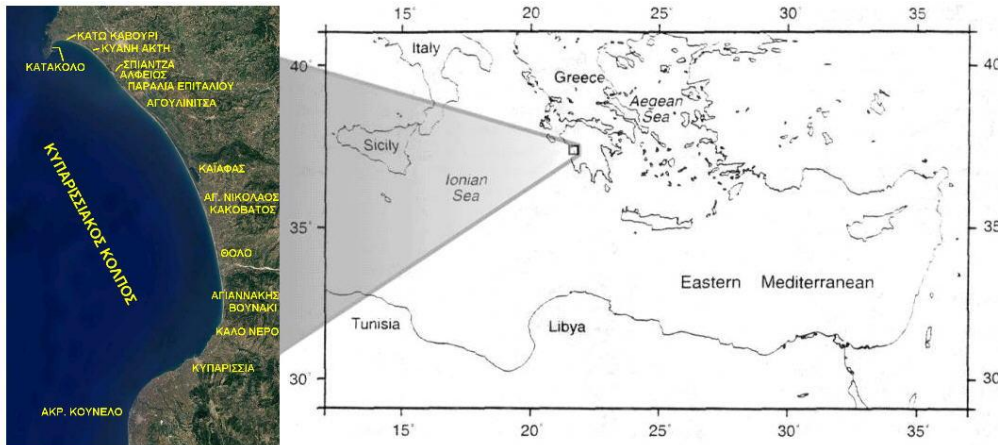 ΚΑΤΩ ΚΑΒΟΥΡΙ
ΚΥΑΝΗ ΑΚΤΗ
ΚΑΤΑΚΟΛΟ
ΣΠΙΑΝΤΖΑ
ΑΛΦΕΙΟΣ
ΠΑΡΑΛΙΑ ΕΠΙΤΑΛΙΟΥ
ΑΓΟΥΛΙΝΙΤΣΑ
ΚΑΪΑΦΑΣ
ΑΓ. ΝΙΚΟΛΑΟΣ
ΚΑΚΟΒΑΤΟΣ
ΚΥΠΑΡΙΣΣΙΑΚΟΣ ΚΟΛΠΟΣ
ΘΟΛΟ
ΑΓΙΑΝΝΑΚΗΣ
ΒΟΥΝΑΚΙ
ΚΑΛΟ ΝΕΡΟ
ΚΥΠΑΡΙΣΣΙΑ
ΑΚΡ. ΚΟΥΝΕΛΟ
15° 20° 25° 30° 35°
Italy
40° 40°
Greece
Aegean
Sea
Sicily
Ionian
Sea
35° 35°
Eastern Mediterranean
Tunisia Libya
30° 30°
15° 20° 25° 30° 35°